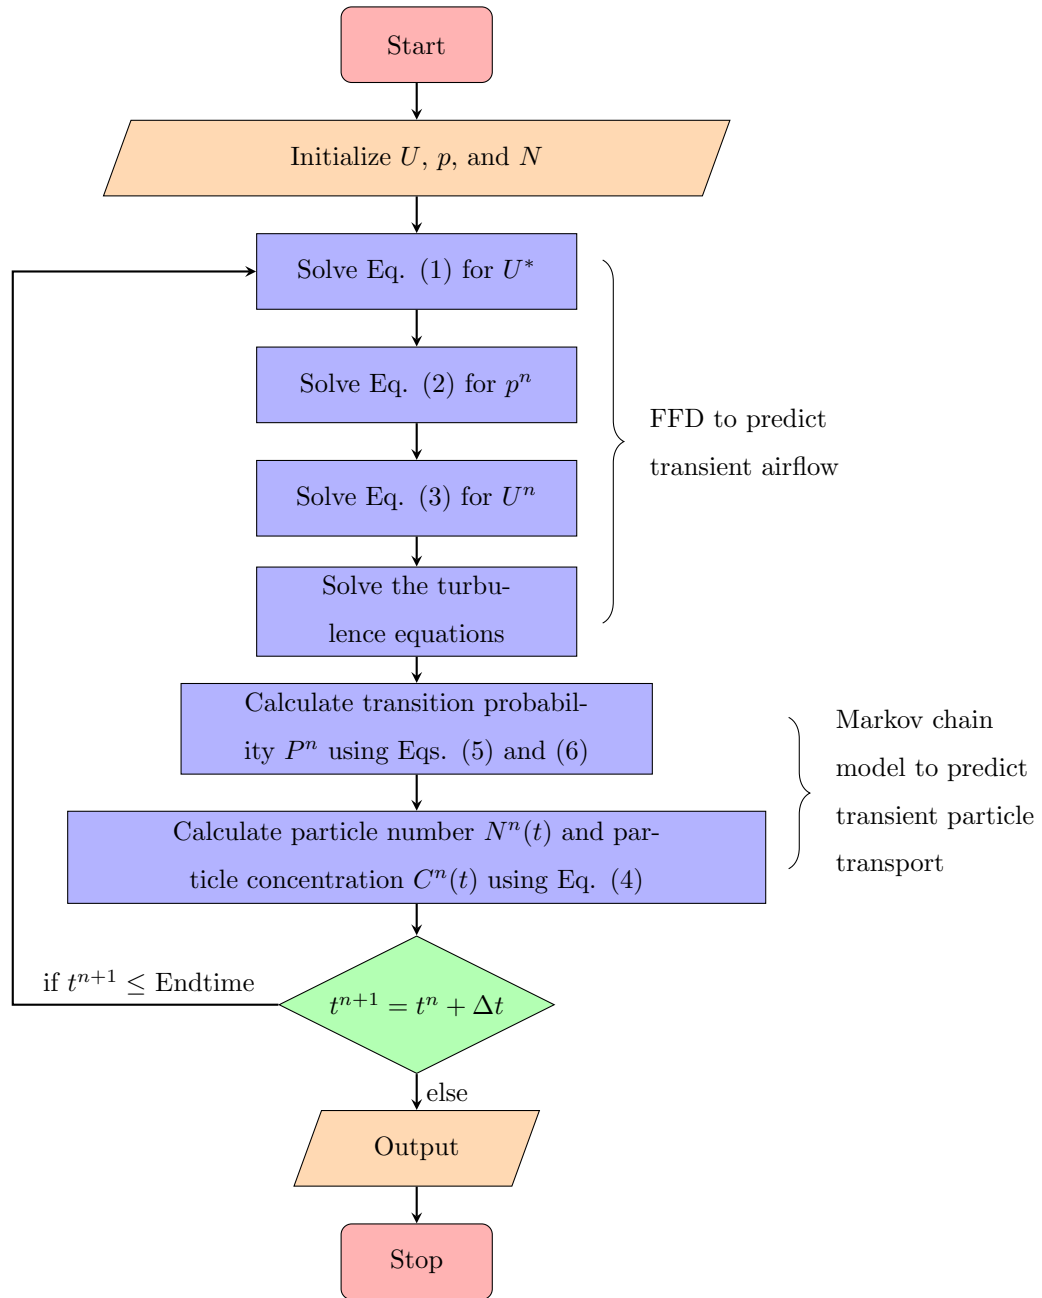 Start
Initialize U, p, and N
Solve Eq. (1) for U*
Solve Eq. (2) for pⁿ
Solve Eq. (3) for Uⁿ
FFD to predict
transient airflow
Solve the turbu-
lence equations
Calculate transition probabil-
ity Pⁿ using Eqs. (5) and (6)
Calculate particle number Nⁿ(t) and par-
ticle concentration Cⁿ(t) using Eq. (4)
Markov chain
model to predict
transient particle
transport
if tⁿ⁺¹ ≤ Endtime
tⁿ⁺¹ = tⁿ + Δt
else
Output
Stop